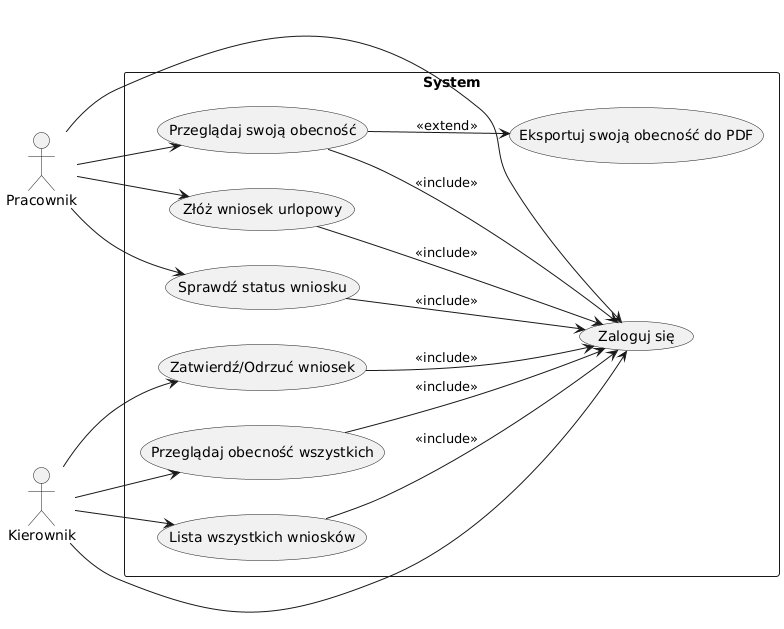 System
Przeglądaj swoją obecność
«extend»
Eksportuj swoją obecność do PDF
«include»
Pracownik
Złóż wniosek urlopowy
«include»
Sprawdź status wniosku
«include»
Zaloguj się
Zatwierdź/Odrzuć wniosek
«include»
«include»
Przeglądaj obecność wszystkich
«include»
Kierownik
Lista wszystkich wniosków